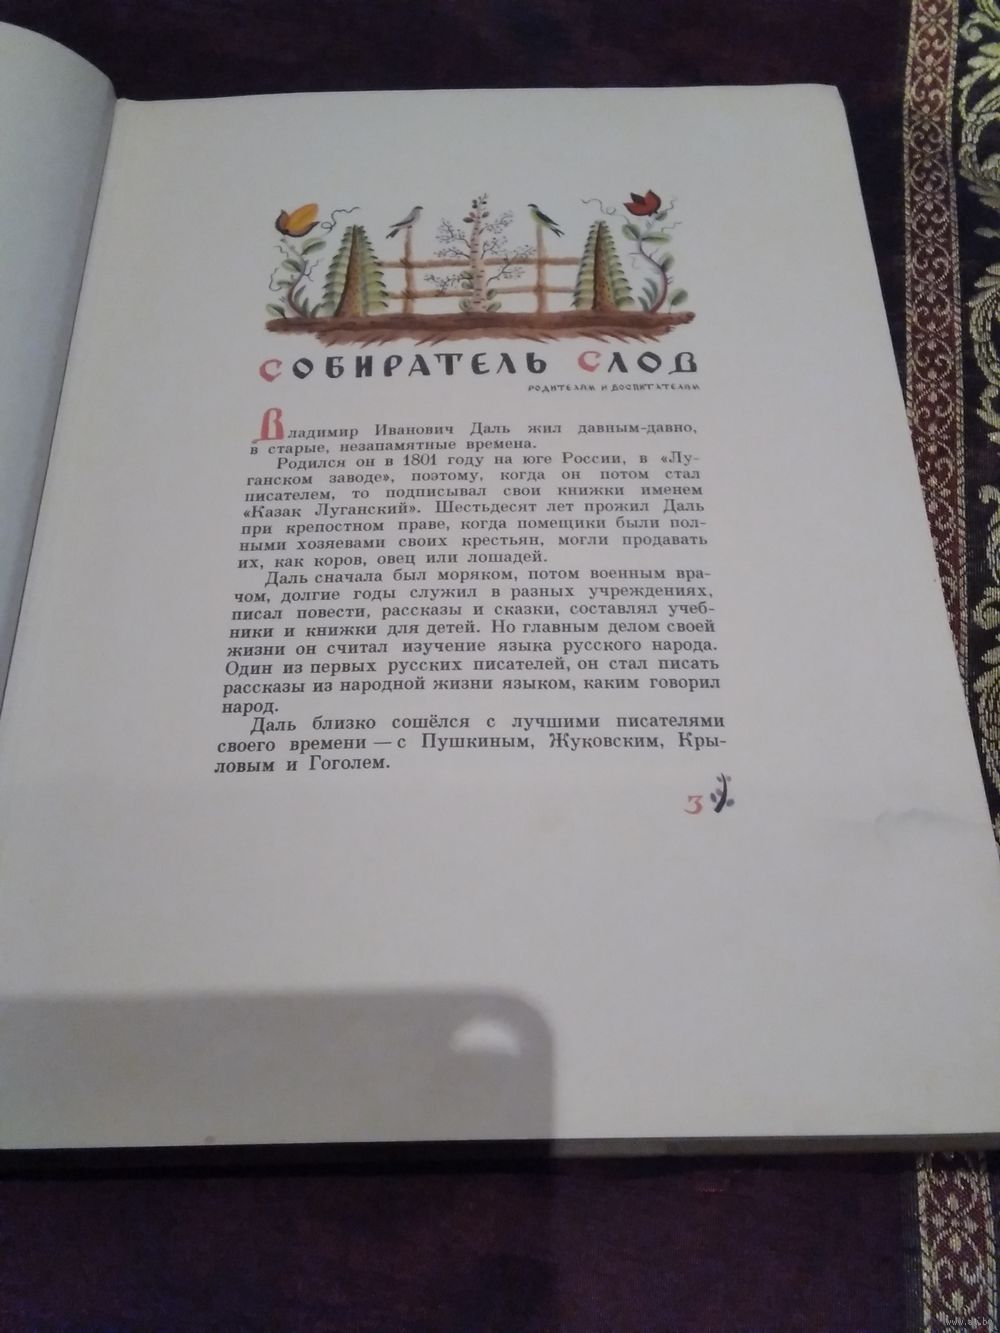 СОБИРАТЕЛЬ СЛОВ
РОДИТЕЛЯМ И ВОСПИТАТЕЛЯМ
Владимир Иванович Даль жил давным-давно,
в старые, незапамятные времена.
Родился он в 1801 году на юге России, в «Лу-
ганском заводе», поэтому, когда он потом стал
писателем, то подписывал свои книжки именем
«Казак Луганский». Шестьдесят лет прожил Даль
при крепостном праве, когда помещики были пол-
ными хозяевами своих крестьян, могли продавать
их, как коров, овец или лошадей.
Даль сначала был моряком, потом военным вра-
чом, долгие годы служил в разных учреждениях,
писал повести, рассказы и сказки, составлял учеб-
ники и книжки для детей. Но главным делом своей
жизни он считал изучение языка русского народа.
Один из первых русских писателей, он стал писать
рассказы из народной жизни языком, каким говорил
народ.
Даль близко сошёлся с лучшими писателями
своего времени — с Пушкиным, Жуковским, Кры-
ловым и Гоголем.
3